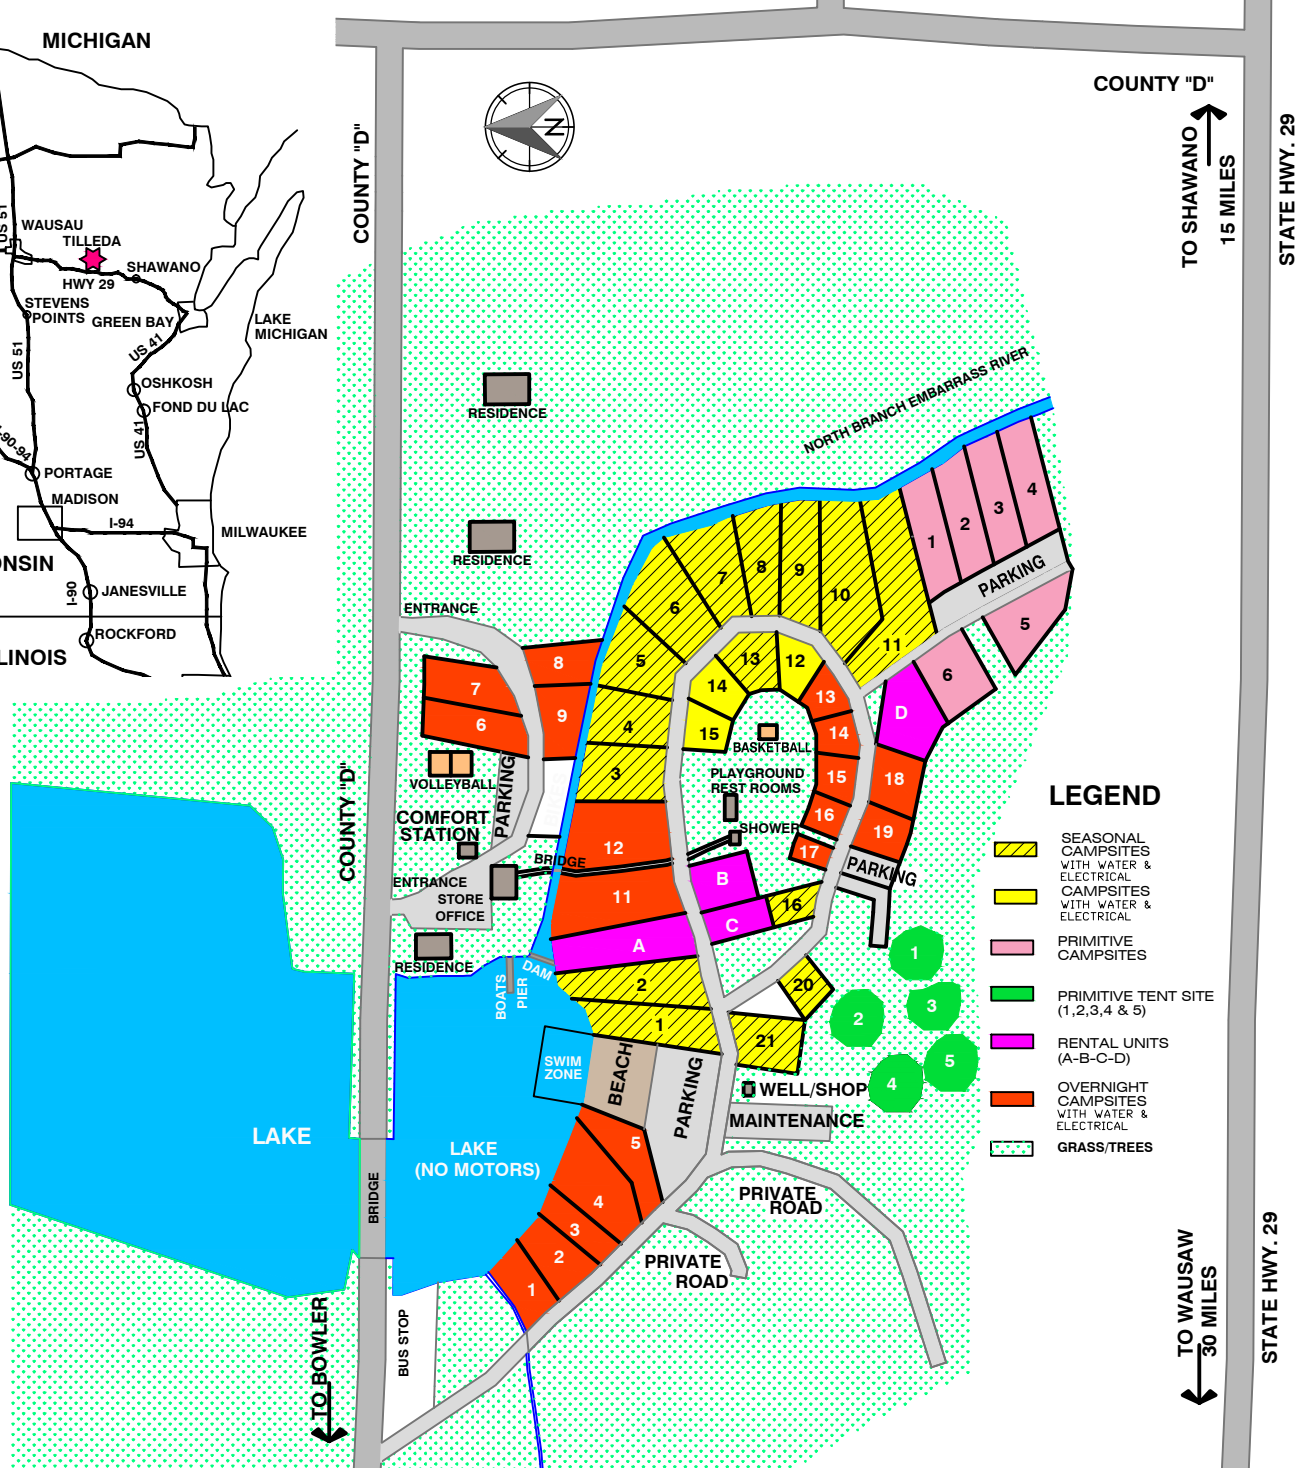 MICHIGAN
US 51
WAUSAU
TILLEDA
SHAWANO
HWY 29
STEVENS
POINTS
GREEN BAY
LAKE
MICHIGAN
US 41
US 51
OSHKOSH
FOND DU LAC
US 41
I-90-94
PORTAGE
MADISON
I-94
MILWAUKEE
NSIN
I-90
JANESVILLE
ROCKFORD
LINOIS
COUNTY "D"
N
COUNTY "D"
TO SHAWANO
15 MILES
STATE HWY. 29
RESIDENCE
NORTH BRANCH EMBARRASS RIVER
RESIDENCE
ENTRANCE
1
2
3
4
PARKING
5
6
D
7
8
9
10
11
6
5
4
3
13
12
14
15
13
14
15
16
17
18
19
PARKING
BASKETBALL
PLAYGROUND
REST ROOMS
SHOWER
8
7
6
9
VOLLEYBALL
PARKING
BIKERS
COMFORT
STATION
COUNTY "D"
BRIDGE
ENTRANCE
STORE
OFFICE
RESIDENCE
12
11
B
C
A
16
2
1
20
21
DAM
BOATS
PIER
SWIM
ZONE
BEACH
PARKING
WELL/SHOP
MAINTENANCE
1
2
3
4
5
LAKE
LAKE
(NO MOTORS)
BRIDGE
5
4
3
2
1
PRIVATE
ROAD
PRIVATE
ROAD
BUS STOP
TO BOWLER
LEGEND
SEASONAL
CAMPSITES
WITH WATER &
ELECTRICAL
CAMPSITES
WITH WATER &
ELECTRICAL
PRIMITIVE
CAMPSITES
PRIMITIVE TENT SITE
(1,2,3,4 & 5)
RENTAL UNITS
(A-B-C-D)
OVERNIGHT
CAMPSITES
WITH WATER &
ELECTRICAL
GRASS/TREES
TO WAUSAW
30 MILES
STATE HWY. 29